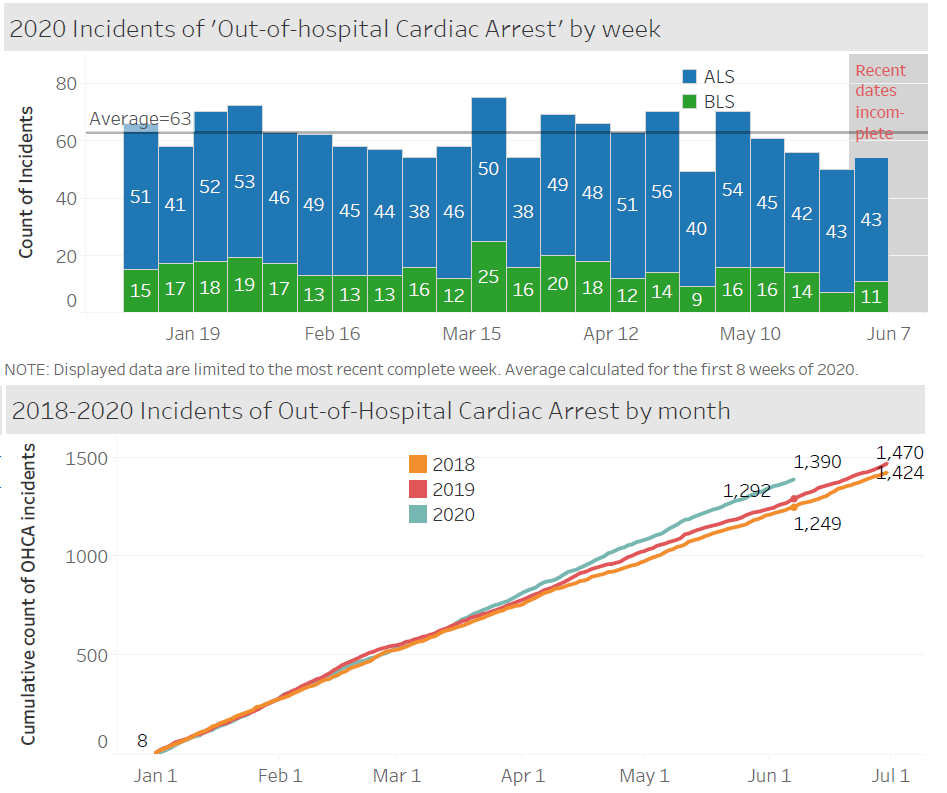 2020 Incidents of 'Out-of-hospital Cardiac Arrest' by week
Count of Incidents
80
60
40
20
0
Average=63
ALS
BLS
Recent
dates
incom-
plete
51 41 52 53 46 49 45 44 38 46 50 38 49 48 51 56 40 54 45 42 43 43
15 17 18 19 17 13 13 13 16 12 25 16 20 18 12 14 9 16 16 14 11
Jan 19 Feb 16 Mar 15 Apr 12 May 10 Jun 7
NOTE: Displayed data are limited to the most recent complete week. Average calculated for the first 8 weeks of 2020.
2018-2020 Incidents of Out-of-Hospital Cardiac Arrest by month
Cumulative count of OHCA incidents
1500
1000
500
0
2018
2019
2020
8
1,292
1,390
1,249
1,470
1,424
Jan 1 Feb 1 Mar 1 Apr 1 May 1 Jun 1 Jul 1